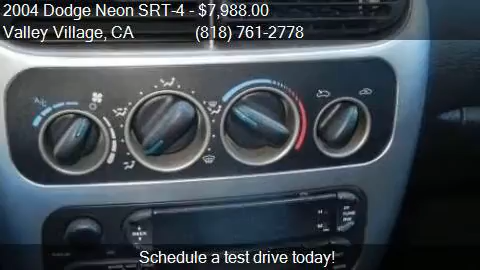 2004 Dodge Neon SRT-4 - $7,988.00
Valley Village, CA (818) 761-2778
A/C
Schedule a test drive today!